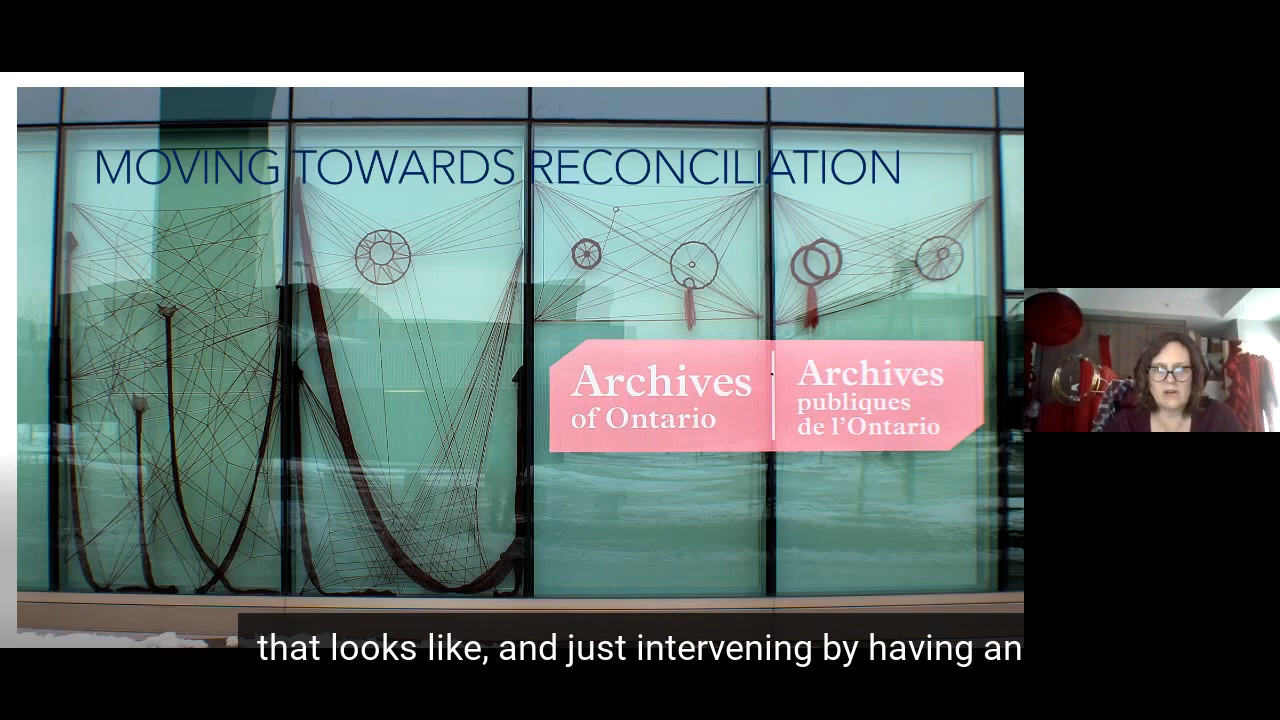 MOVING TOWARDS RECONCILIATION
Archives
of Ontario
Archives
publiques
de l'Ontario
that looks like, and just intervening by having an